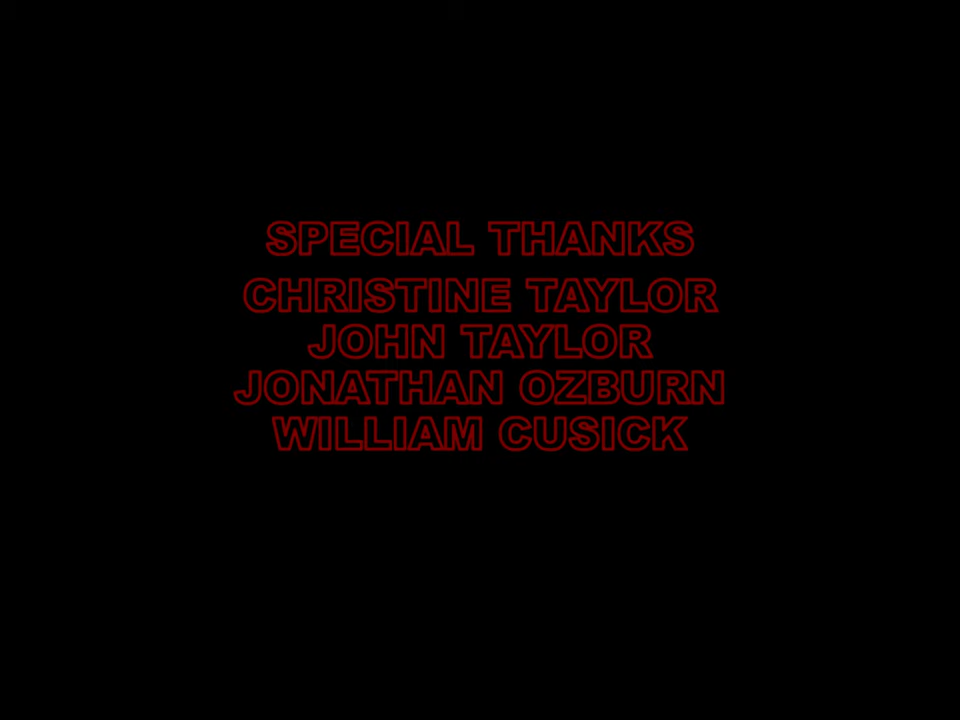 SPECIAL THANKS
CHRISTINE TAYLOR
JOHN TAYLOR
JONATHAN OZBURN
WILLIAM CUSICK